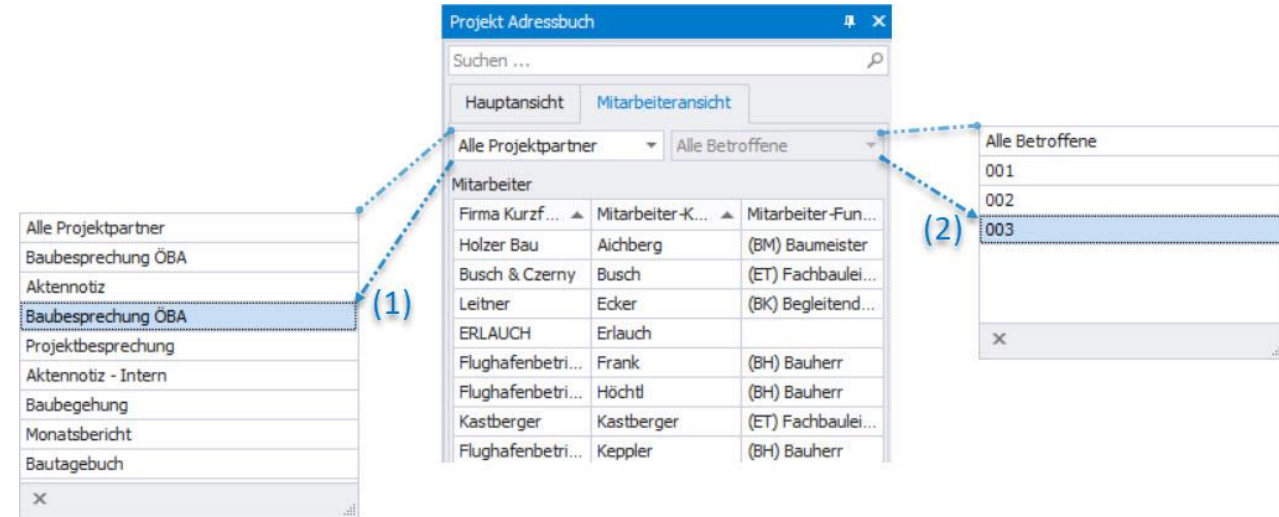 Projekt Adressbuch
Suchen ...
Hauptansicht Mitarbeiteransicht
Alle Projektpartner Alle Betroffene
Mitarbeiter
Firma Kurzf... Mitarbeiter-K... Mitarbeiter-Fun...
Holzer Bau Aichberg (BM) Baumeister
Busch & Czerny Busch (ET) Fachbaulei...
Leitner Ecker (BK) Begleitend...
ERLAUCH Erlauch
Flughafenbetri... Frank (BH) Bauherr
Flughafenbetri... Höchtl (BH) Bauherr
Kastberger Kastberger (ET) Fachbaulei...
Flughafenbetri... Keppler (BH) Bauherr
Alle Projektpartner
Baubesprechung ÖBA
Aktennotiz
Baubesprechung ÖBA
Projektbesprechung
Aktennotiz - Intern
Baubegehung
Monatsbericht
Bautagebuch
(1)
Alle Betroffene
001
002
003
(2)